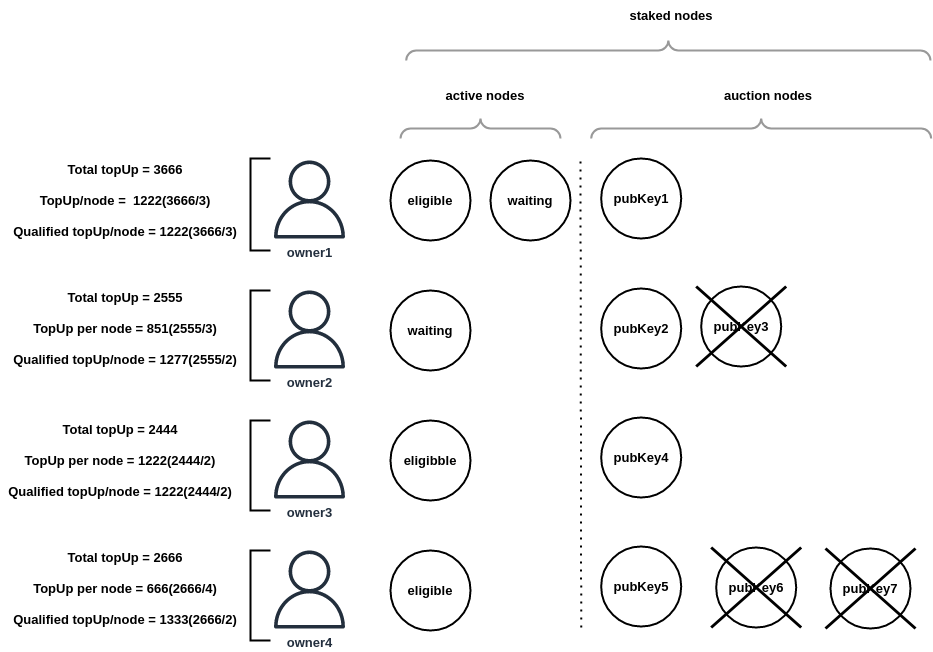 staked nodes
active nodes
auction nodes
Total topUp = 3666
TopUp/node =  1222(3666/3)
Qualified topUp/node = 1222(3666/3)
owner1
eligible
waiting
pubKey1
Total topUp = 2555
TopUp per node = 851(2555/3)
Qualified topUp/node = 1277(2555/2)
owner2
waiting
pubKey2
pubKey3
Total topUp = 2444
TopUp per node = 1222(2444/2)
Qualified topUp/node = 1222(2444/2)
owner3
eligibble
pubKey4
Total topUp = 2666
TopUp per node = 666(2666/4)
Qualified topUp/node = 1333(2666/2)
owner4
eligible
pubKey5
pubKey6
pubKey7